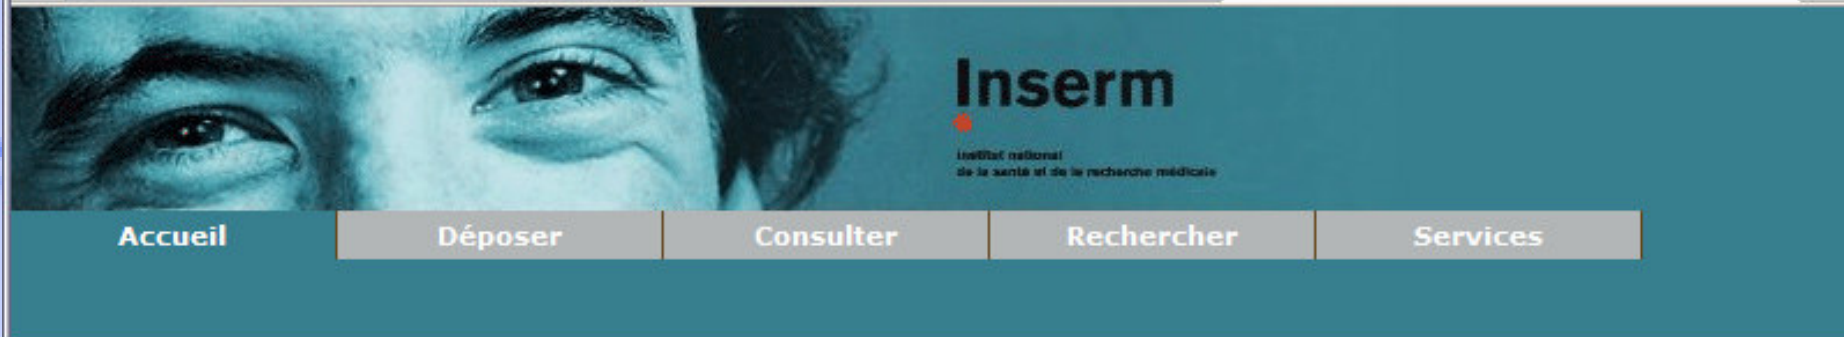 Inserm
Institut national
de la santé et de la recherche médicale
Accueil
Déposer
Consulter
Rechercher
Services